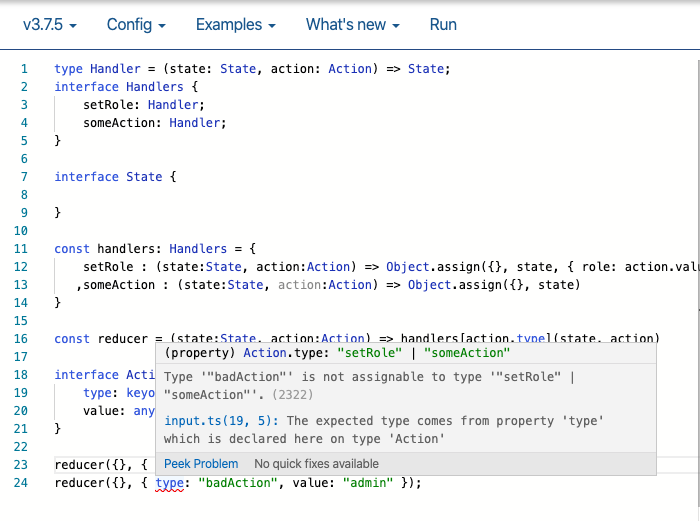 v3.7.5 Config Examples What's new Run
1 type Handler = (state: State, action: Action) => State;
2 interface Handlers {
3 setRole: Handler;
4 someAction: Handler;
5 }
6
7 interface State {
8
9 }
10
11 const handlers: Handlers = {
12 setRole : (state:State, action:Action) => Object.assign({}, state, { role: action.val
13 ,someAction : (state:State, action:Action) => Object.assign({}, state)
14 }
15
16 const reducer = (state:State, action:Action) => handlers[action.type](state, action)
(property) Action.type: "setRole" | "someAction"
17
Type '"badAction"' is not assignable to type '"setRole" |
18 interface Acti
"someAction"'. (2322)
19 type: keyo
20 value: any
input.ts(19, 5): The expected type comes from property 'type'
21 }
which is declared here on type 'Action'
22
23 reducer({}, {
Peek Problem No quick fixes available
24 reducer({}, { type: "badAction", value: "admin" });